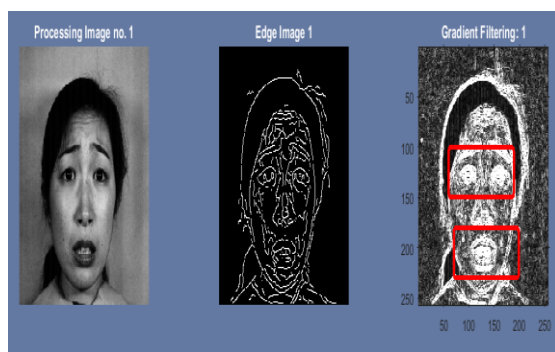 Processing Image no. 1
Edge Image 1
Gradient Filtering: 1
50
100
150
200
250
50 100 150 200 250